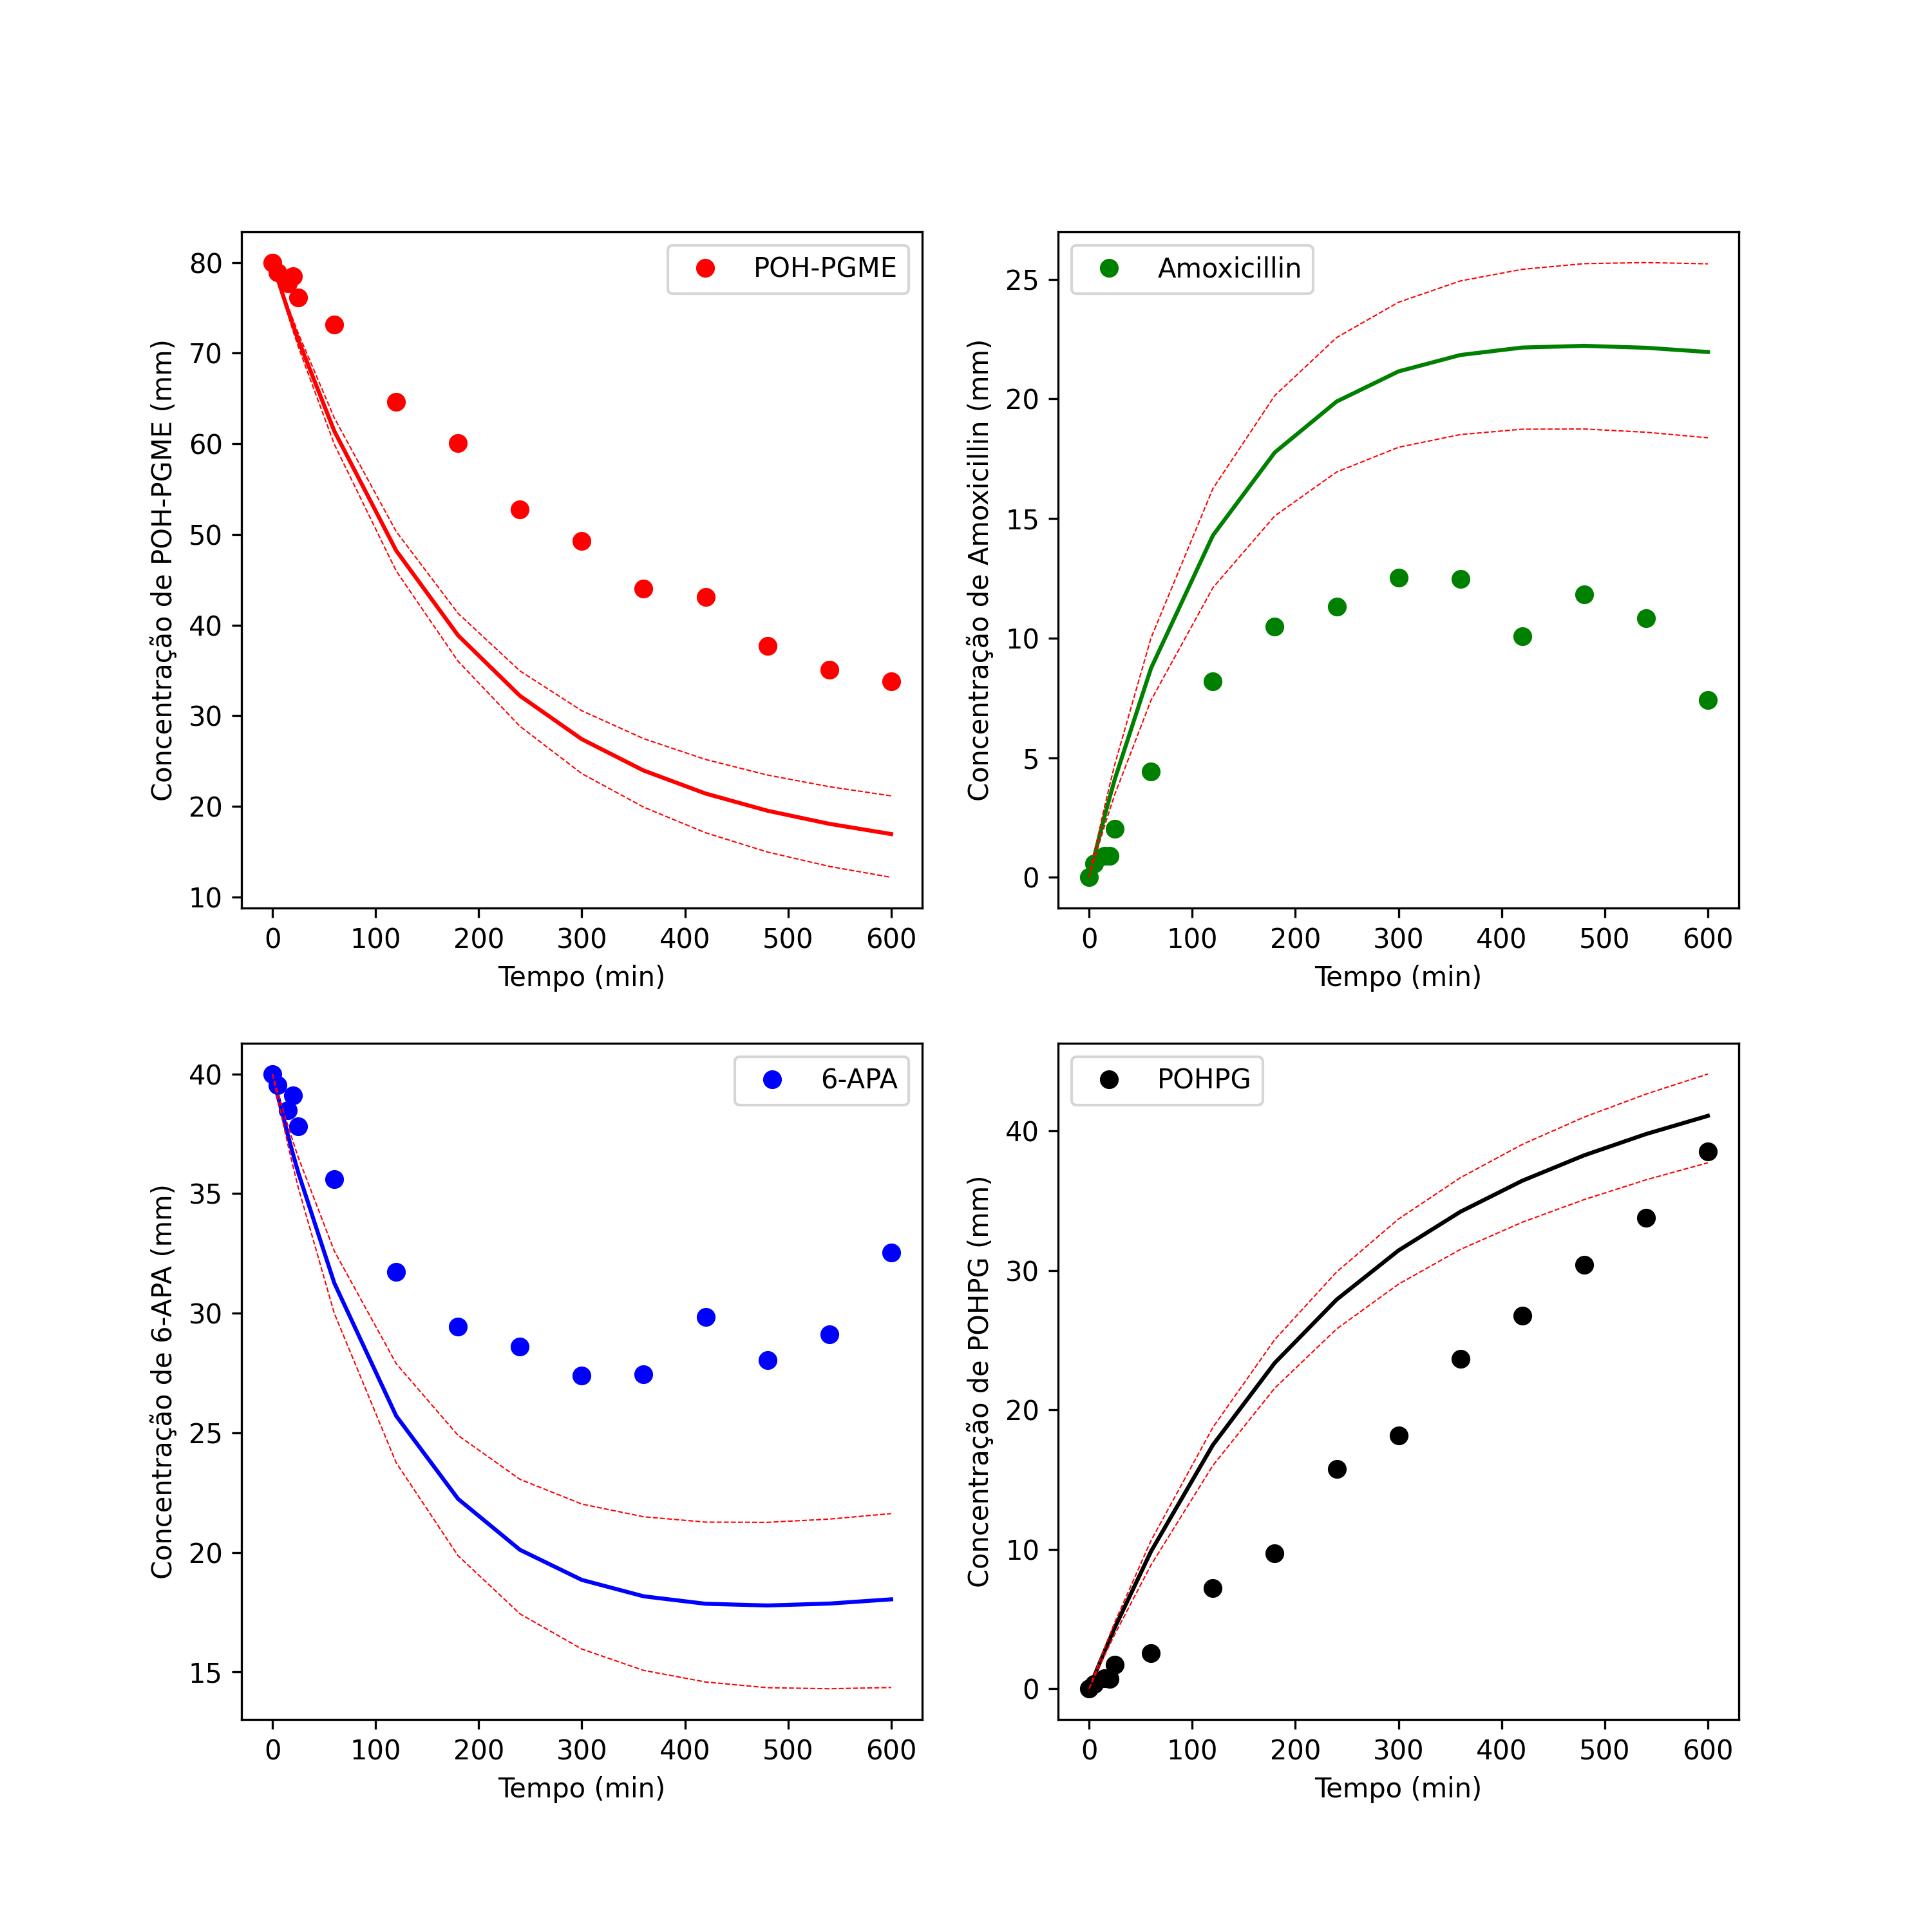 POH-PGME
Concentração de POH-PGME (mm)
80
70
60
50
40
30
20
10
0 100 200 300 400 500 600
Tempo (min)
Amoxicillin
Concentração de Amoxicillin (mm)
25
20
15
10
5
0
0 100 200 300 400 500 600
Tempo (min)
6-APA
Concentração de 6-APA (mm)
40
35
30
25
20
15
0 100 200 300 400 500 600
Tempo (min)
POHPG
Concentração de POHPG (mm)
40
30
20
10
0
0 100 200 300 400 500 600
Tempo (min)